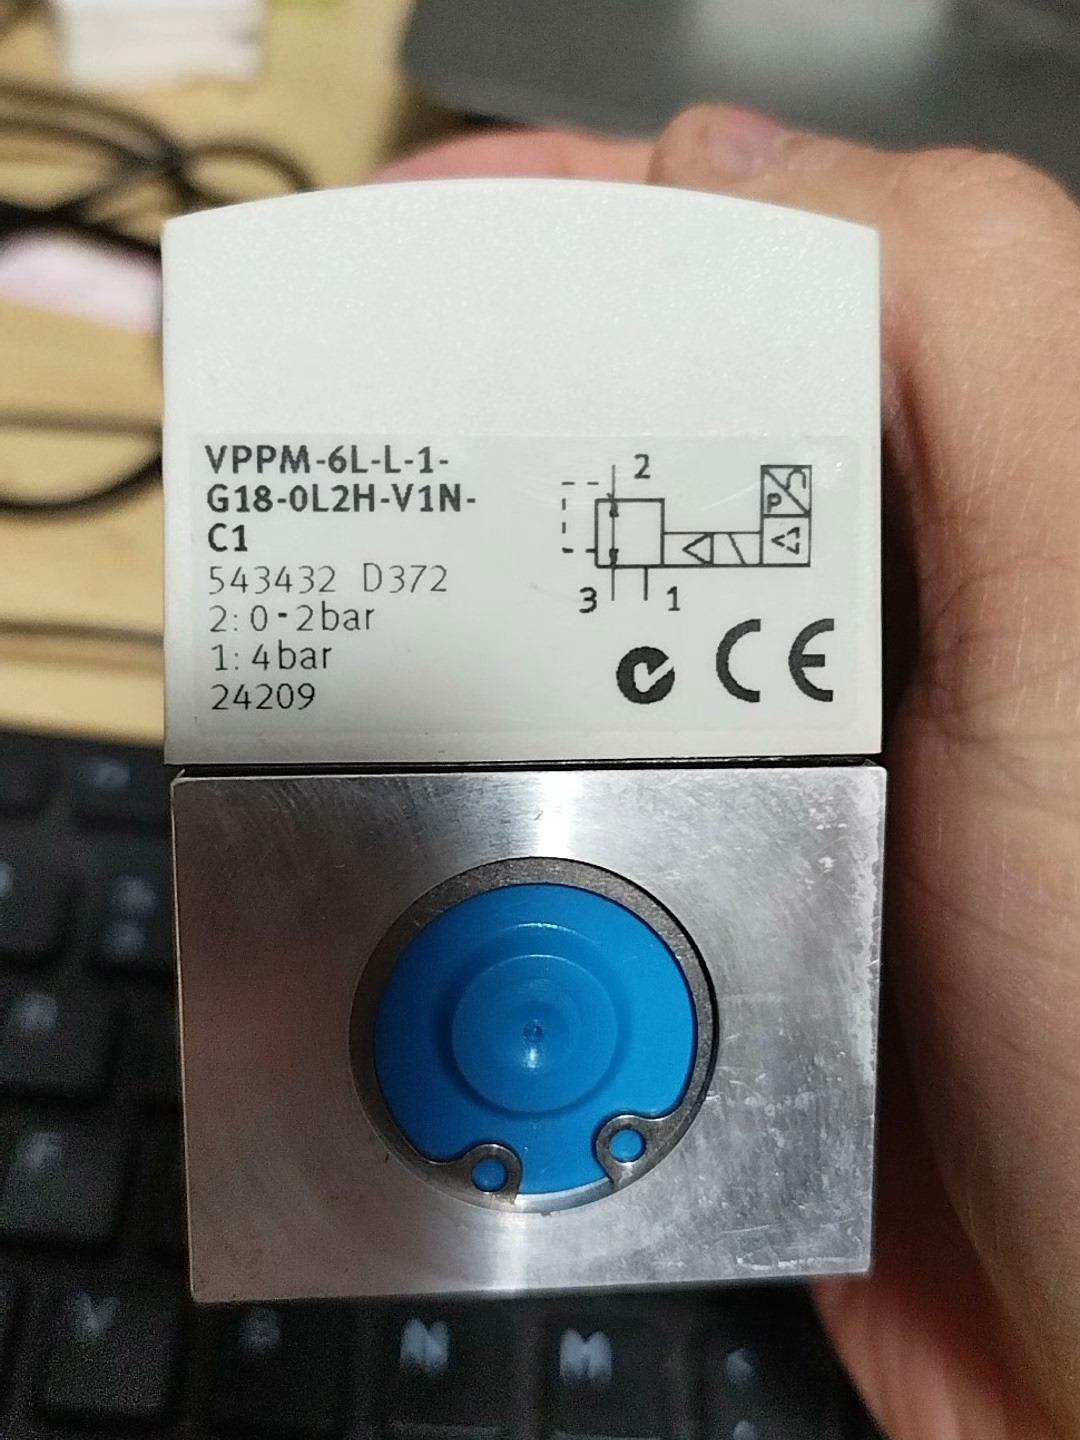 VPPM-6L-L-1-
G18-0L2H-V1N-
C1
543432 D372
2: 0-2bar
1: 4bar
24209
2
P
3
1
CE
V
B
N
M